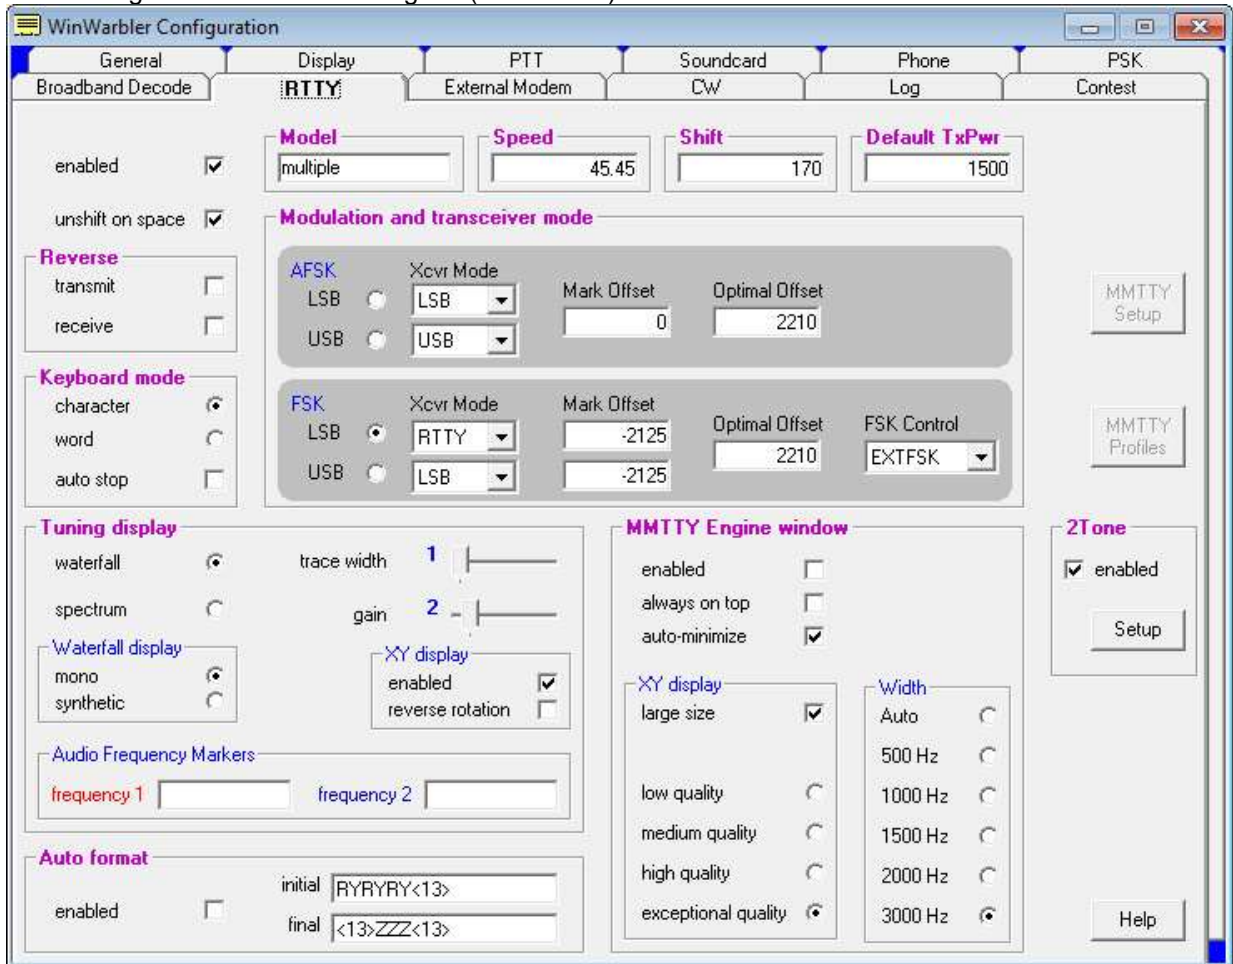 WinWarbler Configuration
General Display PTT Soundcard Phone PSK
Broadband Decode RTTY External Modem CW Log Contest
enabled
unshift on space
Model
multiple
Speed
45.45
Shift
170
Default TxPwr
1500
Reverse
transmit
receive
Keyboard mode
character
word
auto stop
Modulation and transceiver mode
AFSK Xcvr Mode Mark Offset Optimal Offset
LSB LSB 0 2210
USB USB
FSK Xcvr Mode Mark Offset Optimal Offset FSK Control
LSB RTTY -2125 2210 EXTFSK
USB LSB -2125
MMTTY
Setup
MMTTY
Profiles
Tuning display
waterfall
spectrum
trace width 1
gain 2
Waterfall display
mono
synthetic
XY display
enabled
reverse rotation
Audio Frequency Markers
frequency 1 frequency 2
Auto format
enabled
initial RYRYRY<13>
final <13>ZZZ<13>
MMTTY Engine window
enabled
always on top
auto-minimize
XY display
large size
low quality
medium quality
high quality
exceptional quality
Width
Auto
500 Hz
1000 Hz
1500 Hz
2000 Hz
3000 Hz
2Tone
enabled
Setup
Help